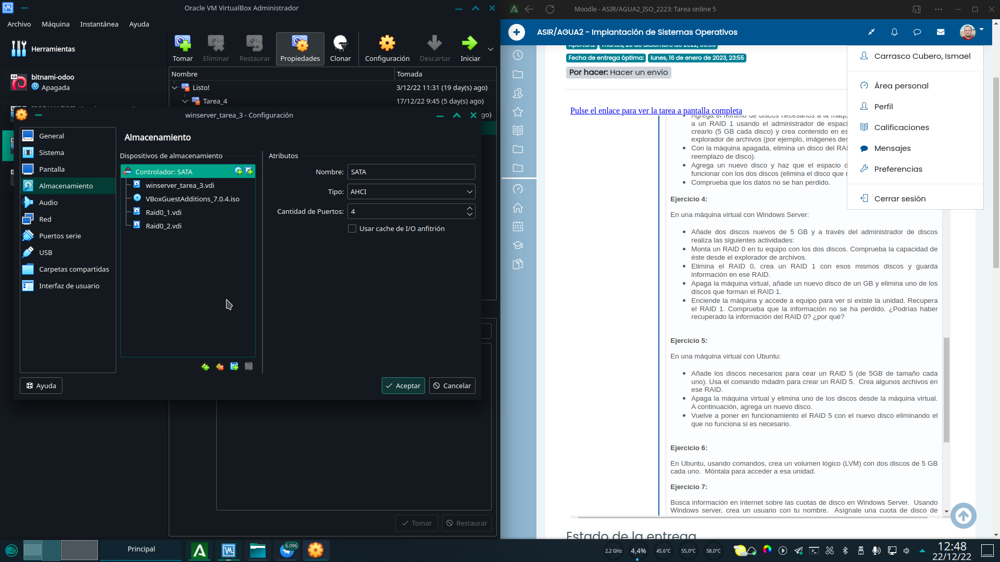 Oracle VM VirtualBox Administrador
Archivo Máquina Instantánea Ayuda
Herramientas
Tomar Eliminar Restaurar Propiedades Clonar Configuración Descartar Iniciar
Nombre Tomada
64 bitnami-odoo
Apagada
Listo! 3/12/22 11:31 (19 day(s) ago)
Tarea_4 17/12/22 9:45 (5 day(s) ago)
go)
winserver_tarea_3 - Configuración
General
Sistema
Pantalla
Almacenamiento
Audio
Red
Puertos serie
USB
Carpetas compartidas
Interfaz de usuario
Almacenamiento
Dispositivos de almacenamiento
Controlador: SATA
winserver_tarea_3.vdi
VBoxGuestAdditions_7.0.4.iso
Raid0_1.vdi
Raid0_2.vdi
Atributos
Nombre: SATA
Tipo: AHCI
Cantidad de Puertos: 4
Usar cache de I/O anfitrión
Ayuda Aceptar Cancelar
Tomar Restaurar
Moodle - ASIR/AGUA2_ISO_2223: Tarea online 5
ASIR/AGUA2 - Implantación de Sistemas Operativos
Apertura: martes, 20 de diciembre de 2022, 00:00
Fecha de entrega óptima: lunes, 16 de enero de 2023, 23:55
Por hacer: Hacer un envío
Carrasco Cubero, Ismael
Área personal
Perfil
Calificaciones
Mensajes
Preferencias
Cerrar sesión
Pulse el enlace para ver la tarea a pantalla completa
Agrega el mínimo de discos necesarios a la
a un RAID 1 usando el administrador de espaci
crearlo (5 GB cada disco) y crea contenido en es
explorador de archivos (por ejemplo, imágenes des
Con la máquina apagada, elimina un disco del RAI
reemplazo de disco).
Agrega un nuevo disco y haz que el espacio d
funcionar con los dos discos (elimina el disco que
Comprueba que los datos no se han perdido.
Ejercicio 4:
En una máquina virtual con Windows Server:
Añade dos discos nuevos de 5 GB y a través del administrador de discos
realiza las siguientes actividades:
Monta un RAID 0 en tu equipo con los dos discos. Comprueba la capacidad de
éste desde el explorador de archivos.
Elimina el RAID 0, crea un RAID 1 con esos mismos discos y guarda
información en ese RAID.
Apaga la máquina virtual, añade un nuevo disco de un GB y elimina uno de los
discos que forman el RAID 1.
Enciende la máquina y accede a equipo para ver si existe la unidad. Recupera
el RAID 1. Comprueba que la información no se ha perdido. ¿Podrías haber
recuperado la información del RAID 0? ¿por qué?
Ejercicio 5:
En una máquina virtual con Ubuntu:
Añade los discos necesarios para cear un RAID 5 (de 5GB de tamaño cada
uno). Usa el comando mdadm para crear un RAID 5. Crea algunos archivos en
ese RAID.
Apaga la máquina virtual y elimina uno de los discos desde la máquina virtual.
A continuación, agrega un nuevo disco.
Vuelve a poner en funcionamiento el RAID 5 con el nuevo disco eliminando el
que no funciona si es necesario.
Ejercicio 6:
En Ubuntu, usando comandos, crea un volumen lógico (LVM) con dos discos de 5 GB
cada uno. Móntala para acceder a esa unidad.
Ejercicio 7:
Busca información en internet sobre las cuotas de disco en Windows Server. Usando
Windows server, crea un usuario con tu nombre. Asígnale una cuota de disco de
Estado de la entrega
Principal
6.096
2,2 GHz 4,4% 45,6°C 55,0°C 58,0°C
12:48
22/12/22